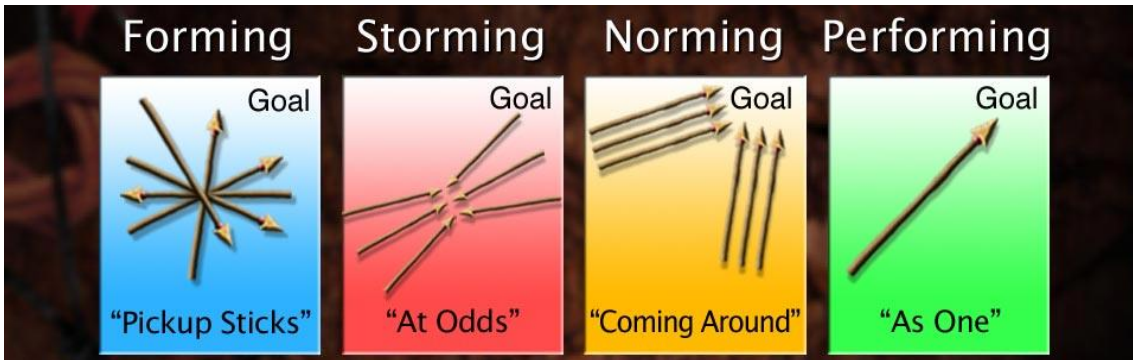 Forming
Storming
Norming
Performing
Goal
Goal
Goal
Goal
“Pickup Sticks”
“At Odds”
“Coming Around”
“As One”